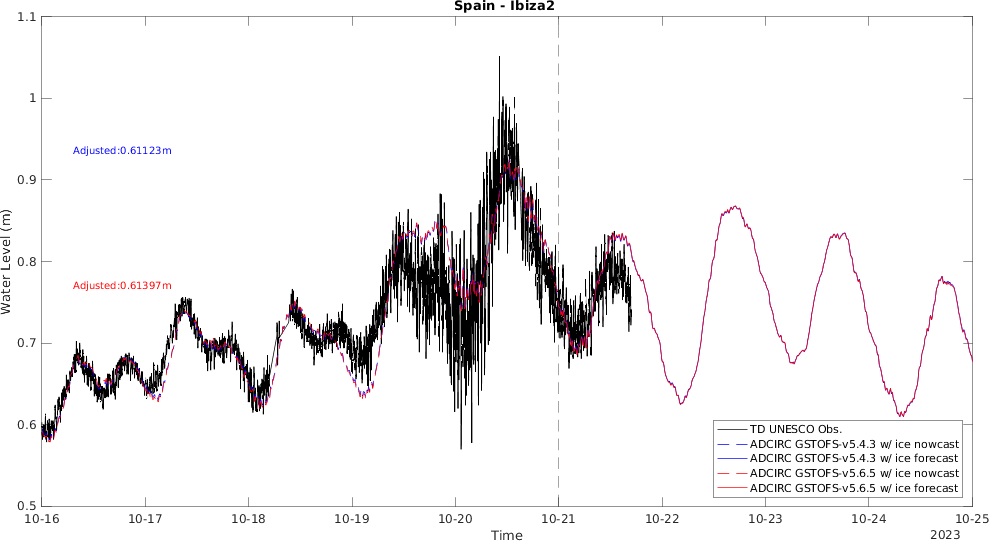 Spain - Ibiza2
1.1
1
0.9
0.8
0.7
0.6
0.5
Water Level (m)
Adjusted:0.61123m
Adjusted:0.61397m
TD UNESCO Obs.
ADCIRC GSTOFS-v5.4.3 w/ ice nowcast
ADCIRC GSTOFS-v5.4.3 w/ ice forecast
ADCIRC GSTOFS-v5.6.5 w/ ice nowcast
ADCIRC GSTOFS-v5.6.5 w/ ice forecast
10-16 10-17 10-18 10-19 10-20 10-21 10-22 10-23 10-24 10-25
Time
2023